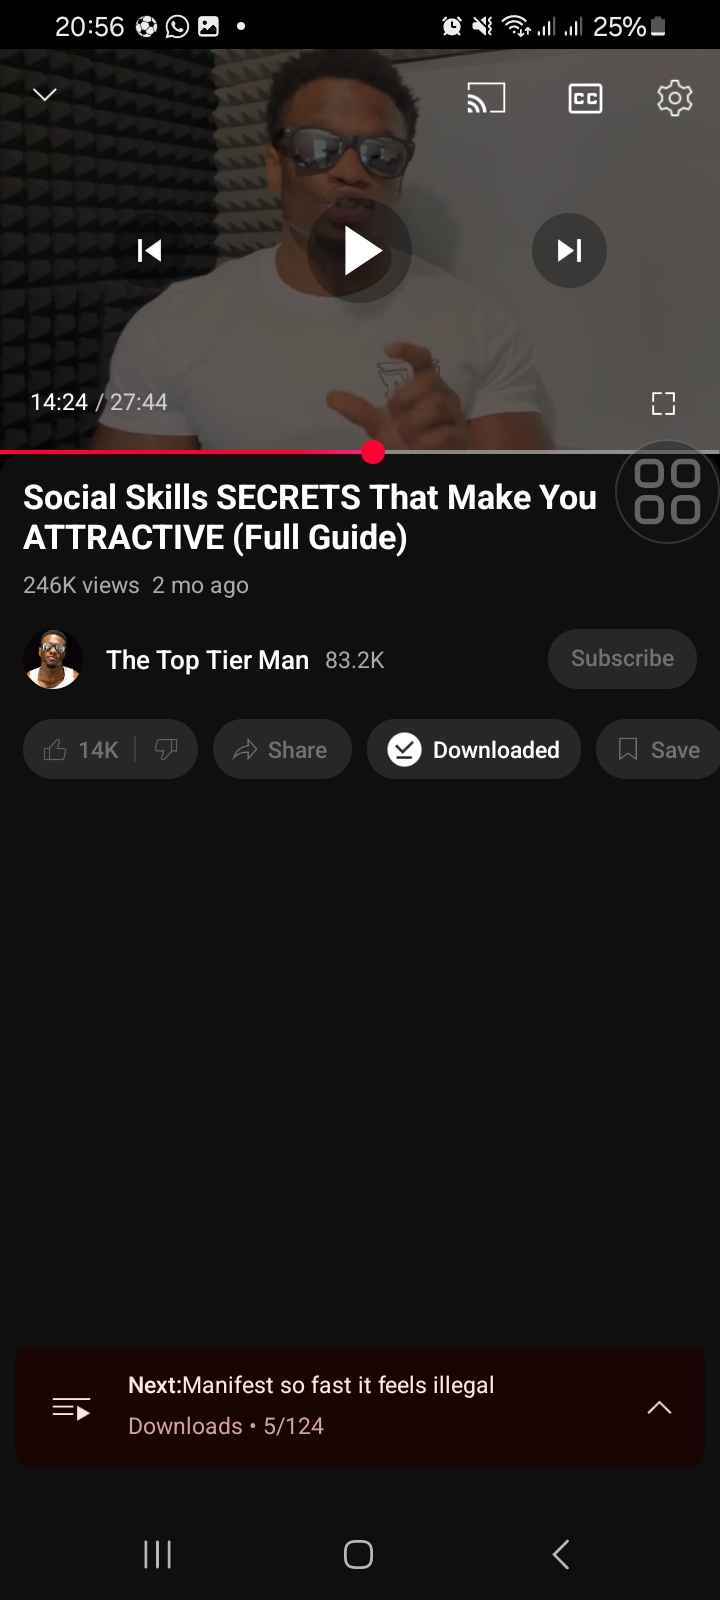 20:56 25%
CC
14:24 / 27:44
Social Skills SECRETS That Make You
ATTRACTIVE (Full Guide)
246K views 2 mo ago
The Top Tier Man 83.2K Subscribe
14K Share Downloaded Save
Next:Manifest so fast it feels illegal
Downloads • 5/124